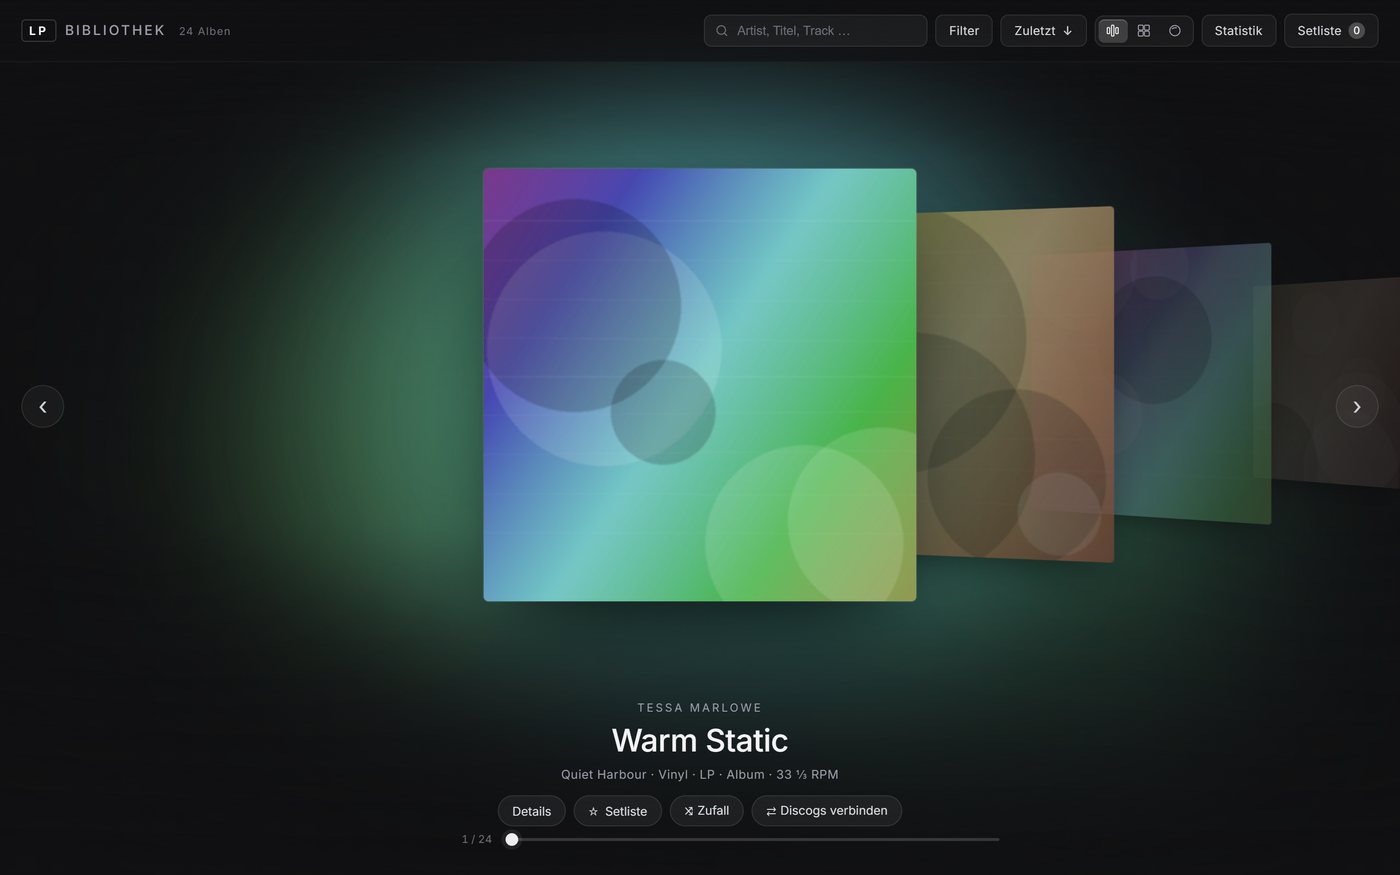 LP BIBLIOTHEK 24 Alben
Artist, Titel, Track …
Filter
Zuletzt ↓
Statistik
Setliste 0
‹
›
TESSA MARLOWE
Warm Static
Quiet Harbour · Vinyl · LP · Album · 33 ⅓ RPM
Details
☆ Setliste
⤨ Zufall
⇄ Discogs verbinden
1 / 24